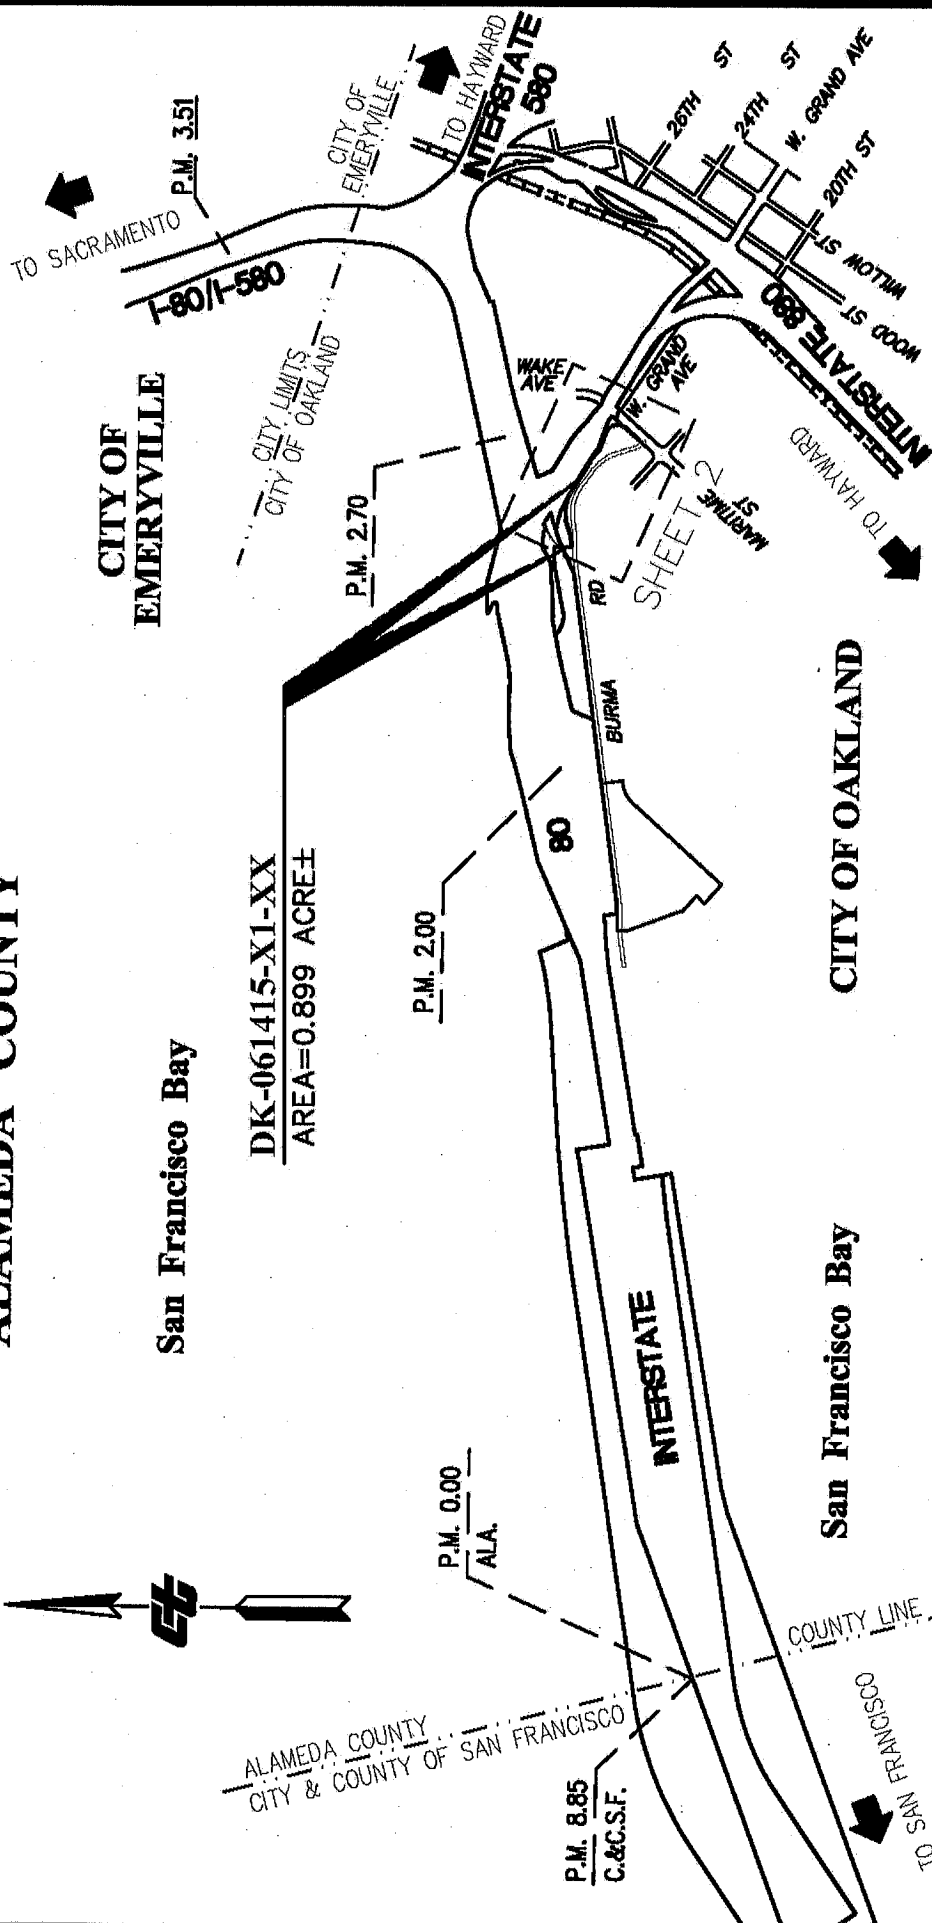 ALAMEDA COUNTY
San Francisco Bay
CITY OF
EMERYVILLE
TO SACRAMENTO
P.M. 3.51
I-80/I-580
CITY LIMITS
CITY OF OAKLAND
CITY OF
EMERYVILLE
TO HAYWARD
INTERSTATE
580
DK-061415-X1-XX
AREA=0.899 ACRE±
P.M. 2.70
P.M. 2.00
P.M. 0.00
ALA.
ALAMEDA COUNTY
CITY & COUNTY OF SAN FRANCISCO
P.M. 8.85
C.&C.S.F.
COUNTY LINE
TO SAN FRANCISCO
INTERSTATE
80
BURMA
RD
SHEET 2
WAKE
AVE
W. GRAND
AVE
MARITIME
ST
26TH ST
24TH ST
W. GRAND AVE
20TH ST
WILLOW ST
WOOD ST
INTERSTATE 880
TO HAYWARD
San Francisco Bay
CITY OF OAKLAND